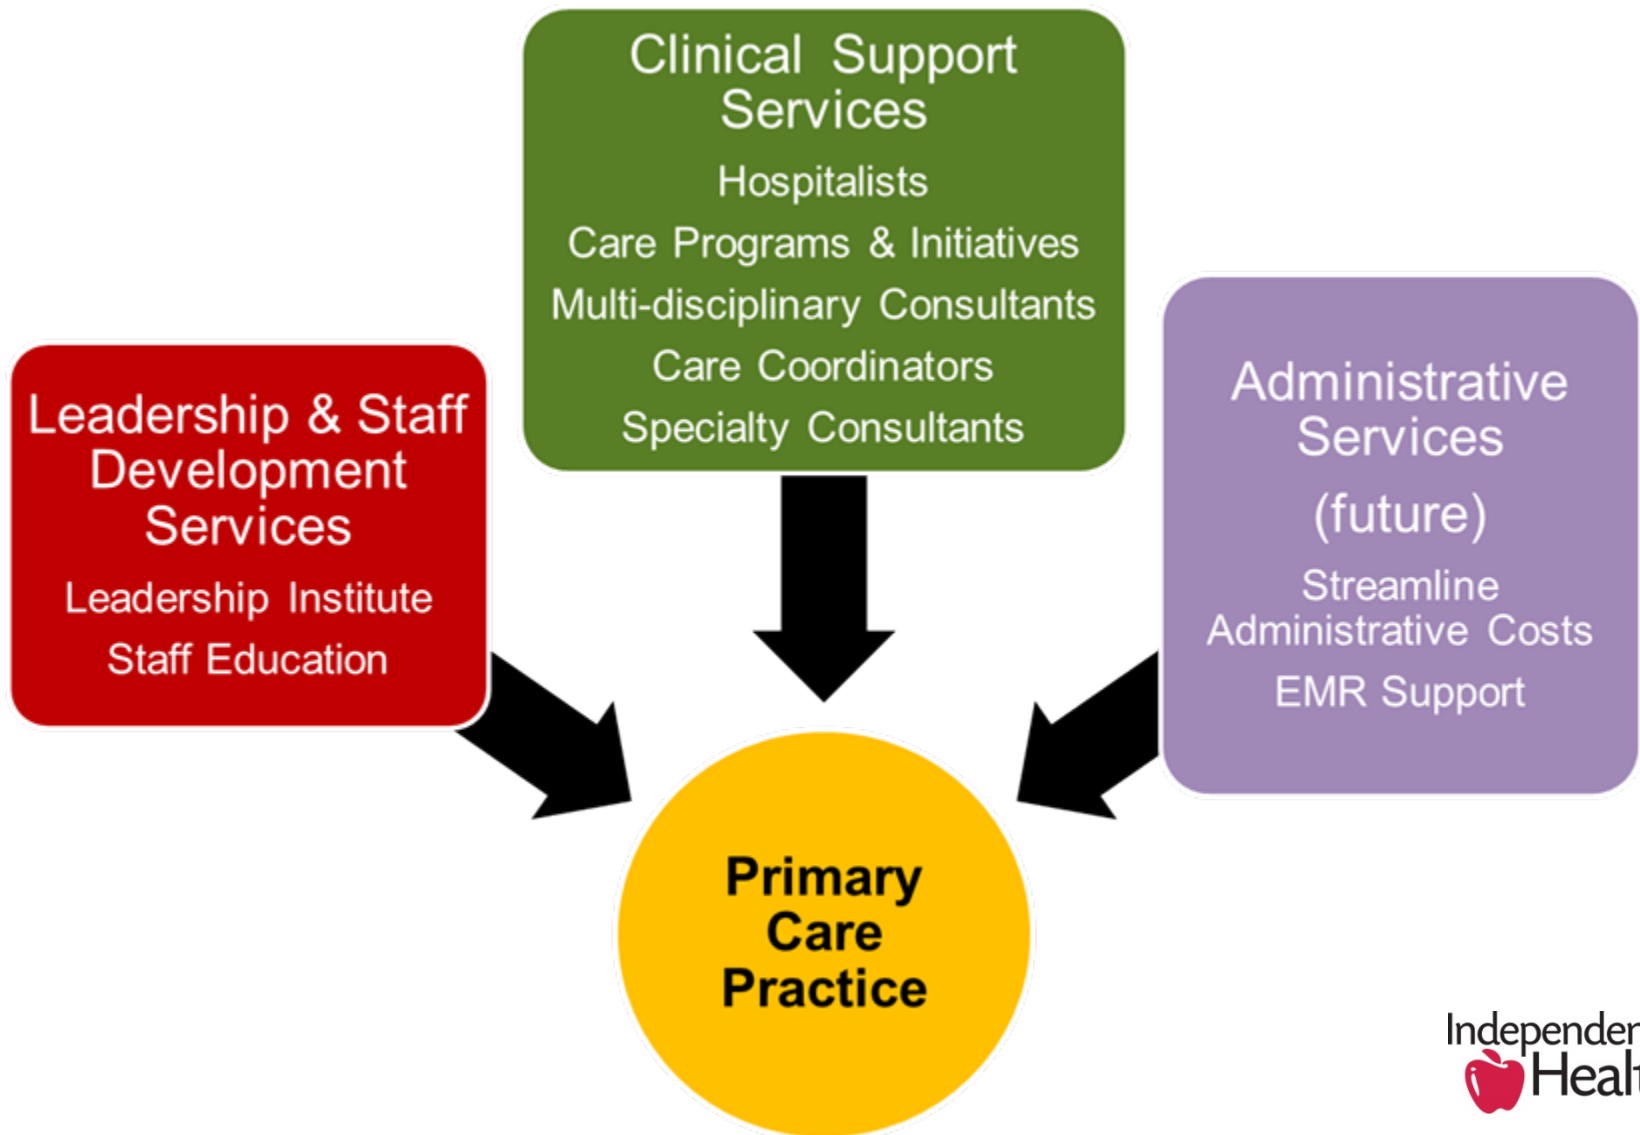 Clinical Support
Services
Hospitalists
Care Programs & Initiatives
Multi-disciplinary Consultants
Care Coordinators
Specialty Consultants
Leadership & Staff
Development
Services
Leadership Institute
Staff Education
Administrative
Services
(future)
Streamline
Administrative Costs
EMR Support
Primary
Care
Practice